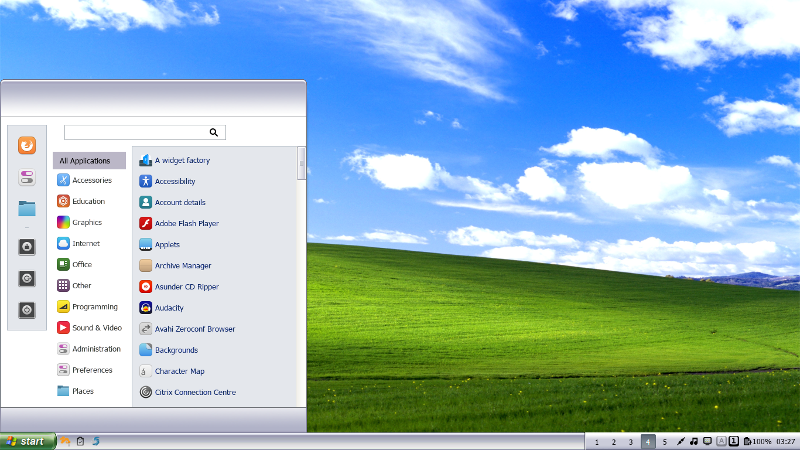 All Applications
Accessories
Education
Graphics
Internet
Office
Other
Programming
Sound & Video
Administration
Preferences
Places
A widget factory
Accessibility
Account details
Adobe Flash Player
Applets
Archive Manager
Asunder CD Ripper
Audacity
Avahi Zeroconf Browser
Backgrounds
Character Map
Citrix Connection Centre
start
1 2 3 4 5 A 1 100% 03:27